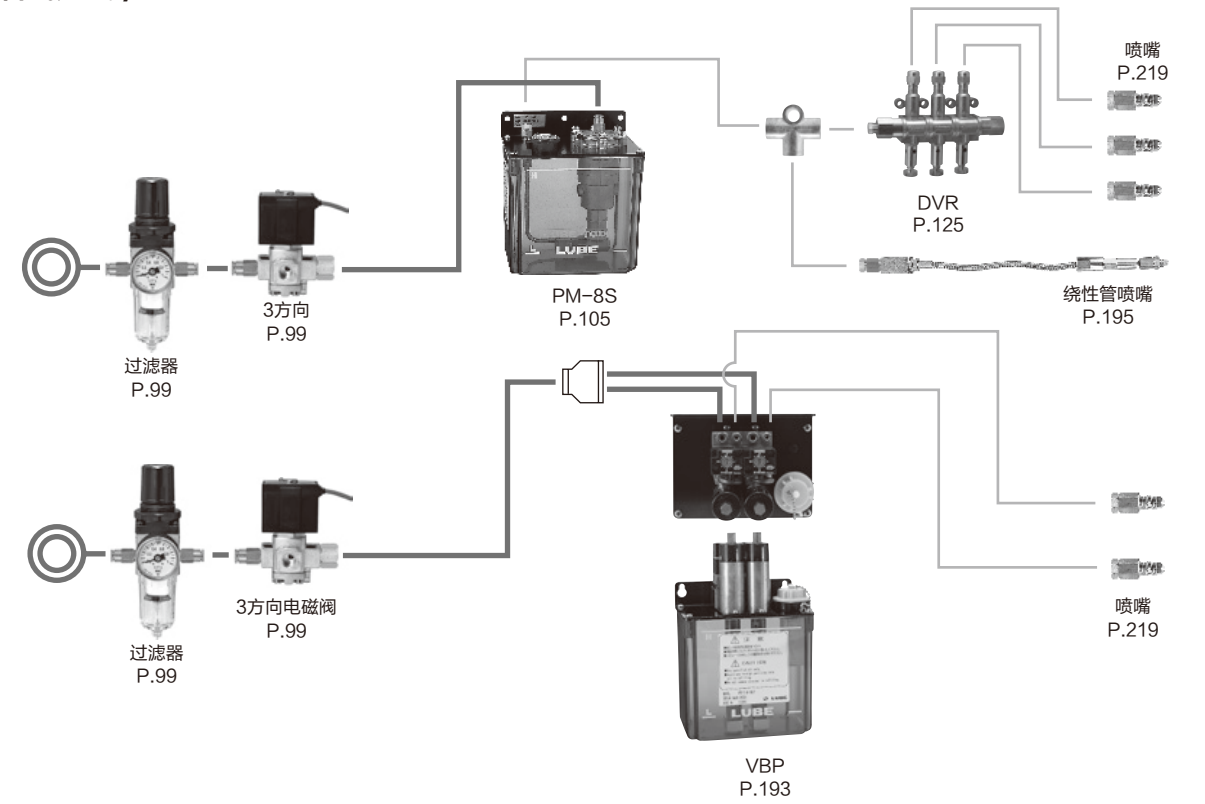 喷嘴
P.219
DVR
P.125
H
L
LUBE
PM-8S
P.105
3方向
P.99
过滤器
P.99
绕性管喷嘴
P.195
3方向电磁阀
P.99
过滤器
P.99
喷嘴
P.219
H
L
LUBE
VBP
P.193